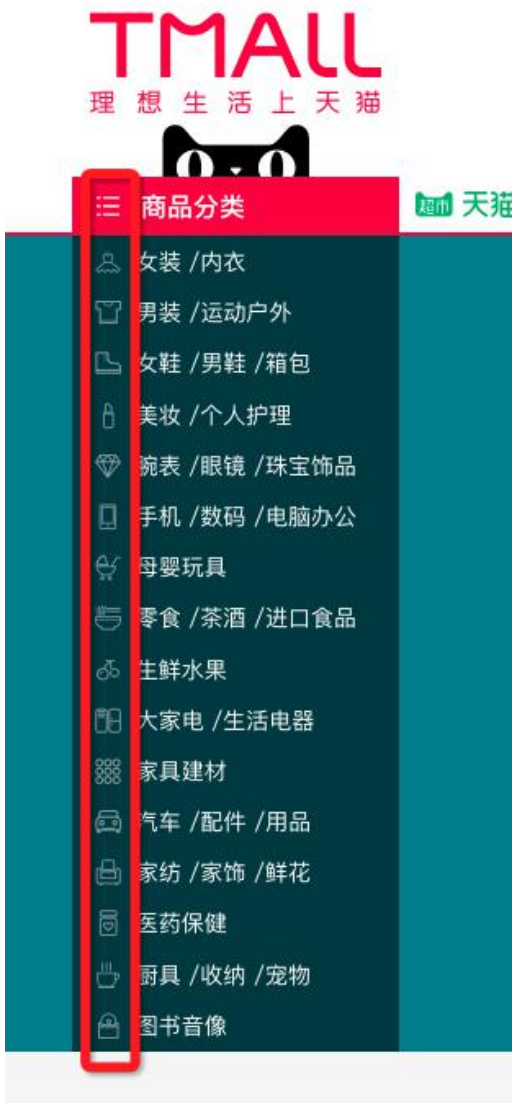 TMALL
理想生活上天猫
商品分类
超市 天猫
女装 /内衣
男装 /运动户外
女鞋 /男鞋 /箱包
美妆 /个人护理
腕表 /眼镜 /珠宝饰品
手机 /数码 /电脑办公
母婴玩具
零食 /茶酒 /进口食品
生鲜水果
大家电 /生活电器
家具建材
汽车 /配件 /用品
家纺 /家饰 /鲜花
医药保健
厨具 /收纳 /宠物
图书音像